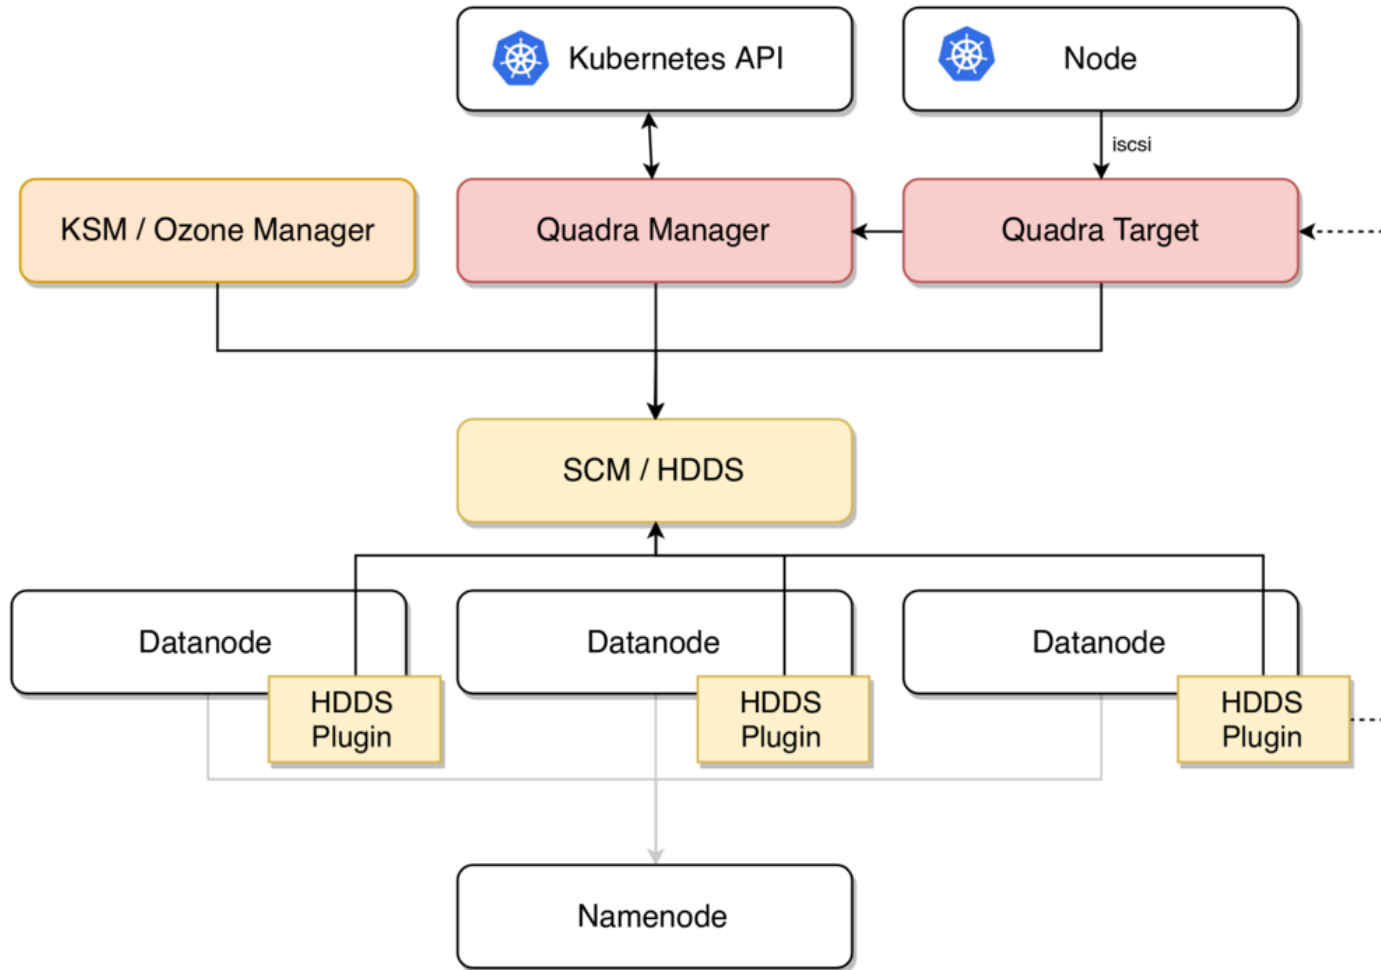 Kubernetes API
Node
iscsi
KSM / Ozone Manager
Quadra Manager
Quadra Target
SCM / HDDS
Datanode
Datanode
Datanode
HDDS
Plugin
HDDS
Plugin
HDDS
Plugin
Namenode